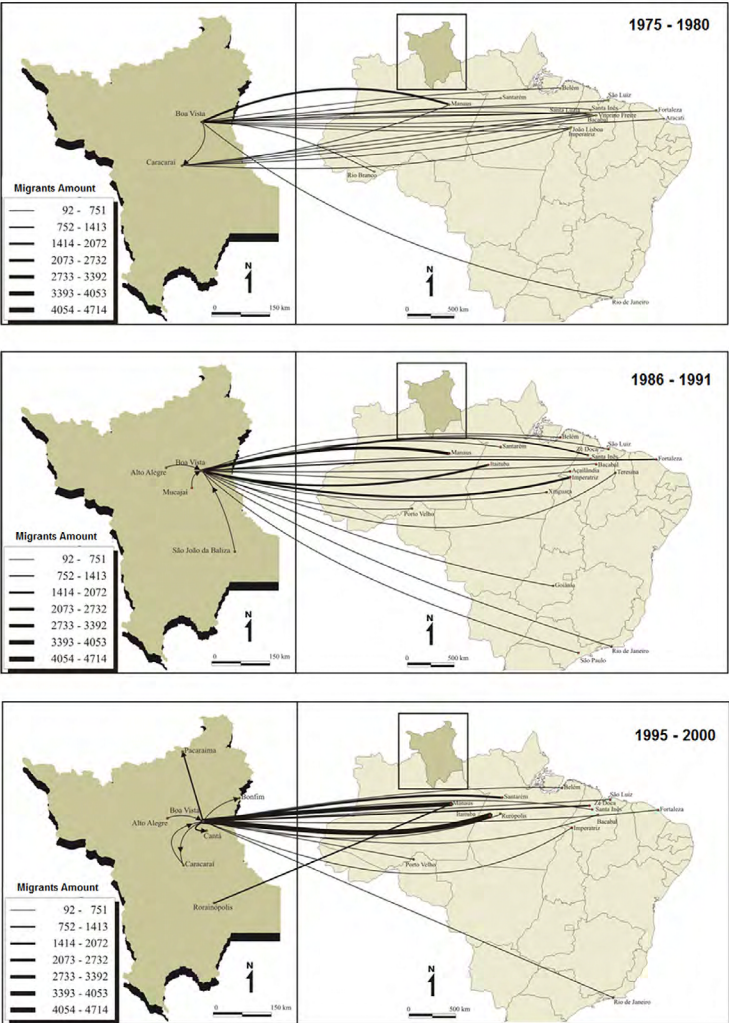 1975 - 1980
Belém
São Luiz
Santarém
Manaus
Santa Luzia
Santa Inês
Vitorino Freire
Bacabal
Fortaleza
Aracati
João Lisboa
Imperatriz
Rio Branco
Rio de Janeiro
Boa Vista
Caracaraí
Migrants Amount
92 - 751
752 - 1413
1414 - 2072
2073 - 2732
2733 - 3392
3393 - 4053
4054 - 4714
N
0 150 km
N
0 500 km
1986 - 1991
Belém
São Luiz
Zé Doca
Santarém
Manaus
Santa Inês
Fortaleza
Itaituba
Bacabal
Açailândia
Teresina
Imperatriz
Xinguara
Porto Velho
Goiânia
Rio de Janeiro
São Paulo
Boa Vista
Alto Alegre
Mucajaí
São João da Baliza
Migrants Amount
92 - 751
752 - 1413
1414 - 2072
2073 - 2732
2733 - 3392
3393 - 4053
4054 - 4714
N
0 150 km
N
0 500 km
1995 - 2000
Belém
São Luiz
Santarém
Manaus
Zé Doca
Santa Inês
Fortaleza
Itaituba
Rurópolis
Bacabal
Imperatriz
Porto Velho
Rio de Janeiro
Pacaraima
Bonfim
Boa Vista
Alto Alegre
Cantá
Caracaraí
Rorainópolis
Migrants Amount
92 - 751
752 - 1413
1414 - 2072
2073 - 2732
2733 - 3392
3393 - 4053
4054 - 4714
N
0 150 km
N
0 500 km